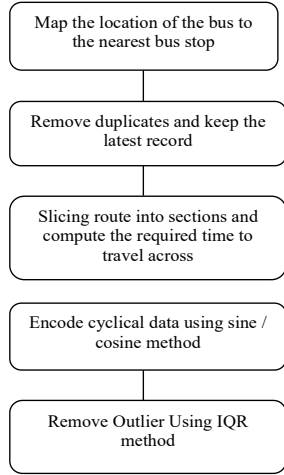 Map the location of the bus to
the nearest bus stop
Remove duplicates and keep the
latest record
Slicing route into sections and
compute the required time to
travel across
Encode cyclical data using sine /
cosine method
Remove Outlier Using IQR
method